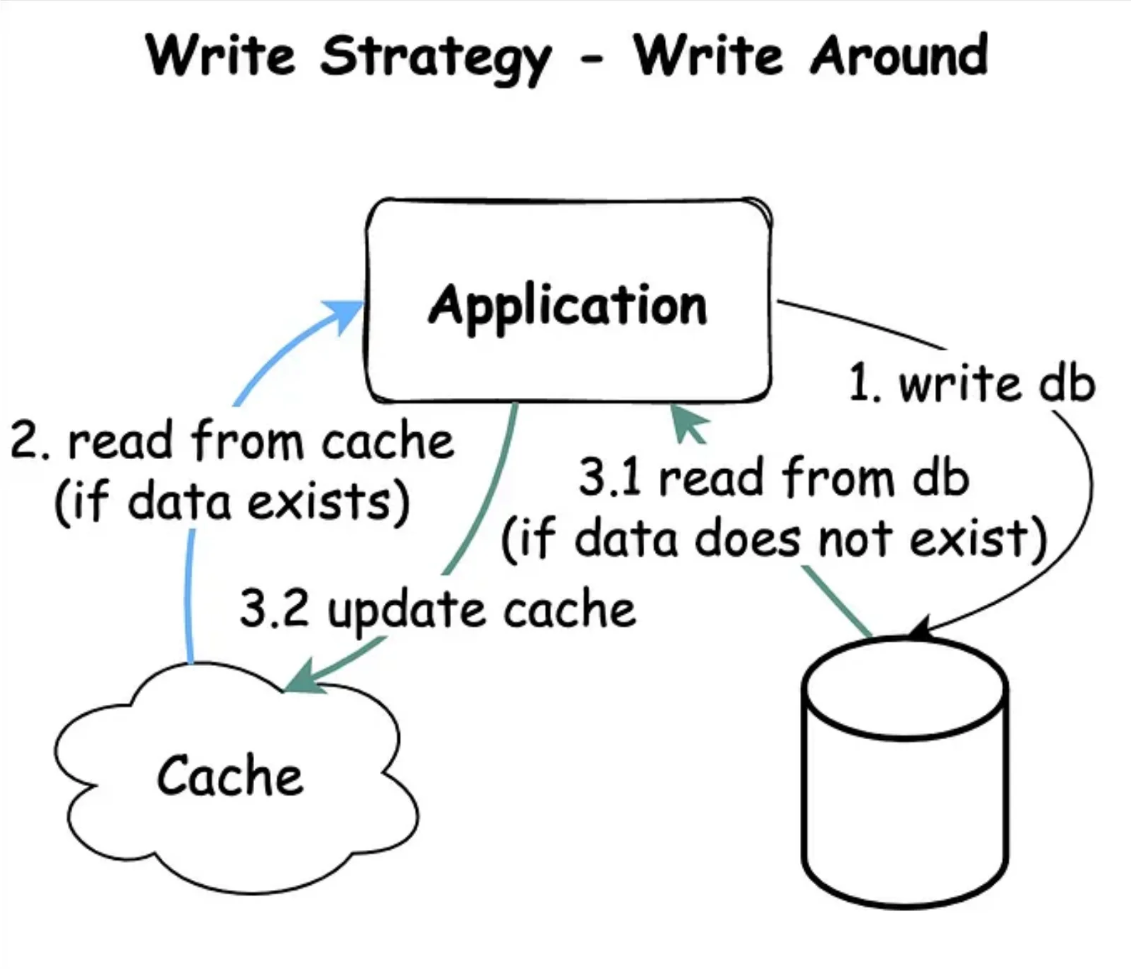 Write Strategy - Write Around
Application
1. write db
2. read from cache
(if data exists)
3.1 read from db
(if data does not exist)
3.2 update cache
Cache